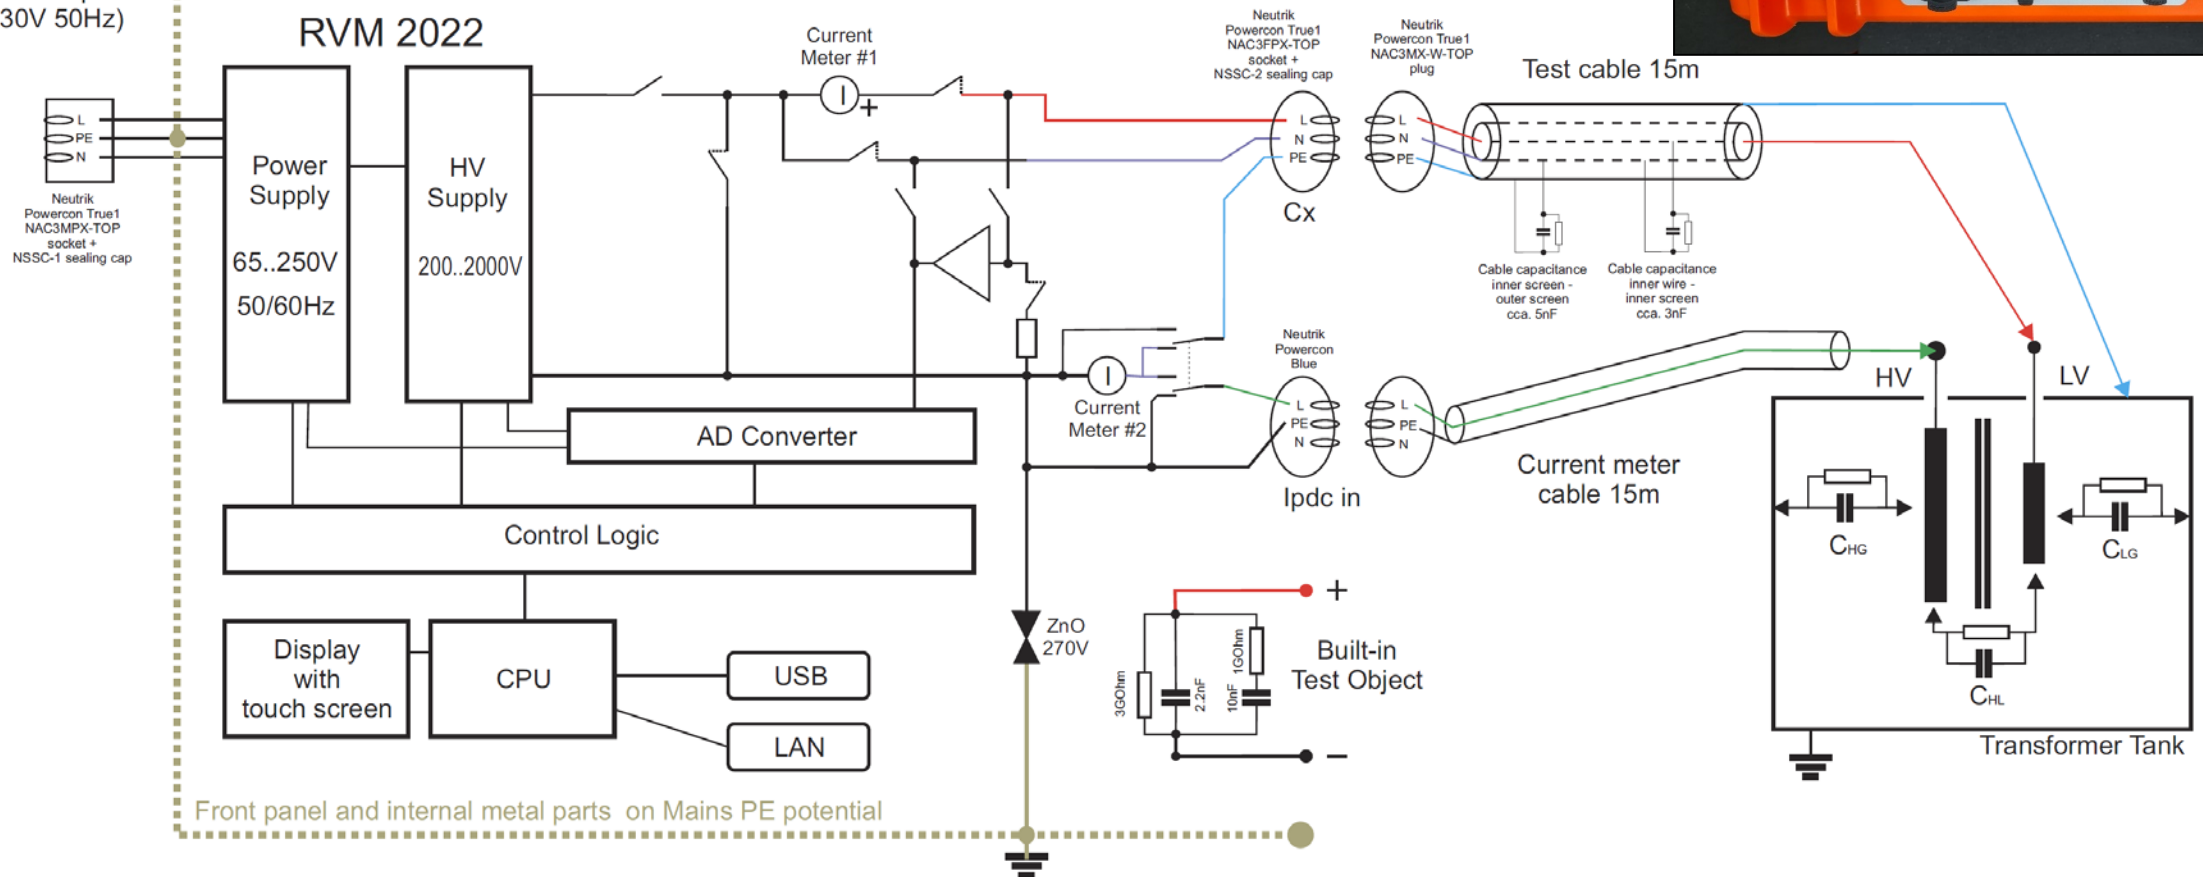 30V 50Hz)
RVM 2022
L
PE
N
Neutrik
Powercon True1
NAC3MPX-TOP
socket +
NSSC-1 sealing cap
Power
Supply
65..250V
50/60Hz
HV
Supply
200..2000V
Current
Meter #1
I
+
Neutrik
Powercon True1
NAC3FPX-TOP
socket +
NSSC-2 sealing cap
L
N
PE
Cx
Neutrik
Powercon True1
NAC3MX-W-TOP
plug
L
N
PE
Test cable 15m
Cable capacitance
inner screen -
outer screen
cca. 5nF
Cable capacitance
inner wire -
inner screen
cca. 3nF
I
Current
Meter #2
Neutrik
Powercon
Blue
L
PE
N
Ipdc in
L
PE
N
Current meter
cable 15m
HV
LV
CHG
CLG
CHL
Transformer Tank
AD Converter
Control Logic
Display
with
touch screen
CPU
USB
LAN
ZnO
270V
3GOhm
2.2nF
1GOhm
10nF
+
Built-in
Test Object
−
Front panel and internal metal parts on Mains PE potential